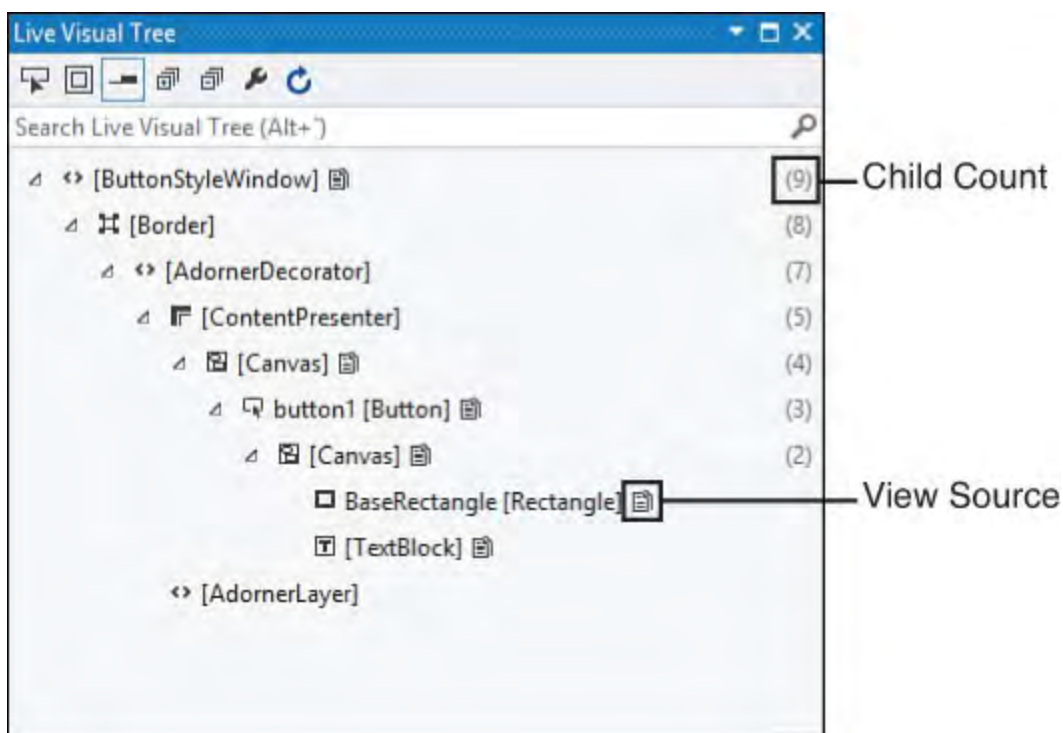 Live Visual Tree
Search Live Visual Tree (Alt+`)
[ButtonStyleWindow] (9) Child Count
[Border] (8)
[AdornerDecorator] (7)
[ContentPresenter] (5)
[Canvas] (4)
button1 [Button] (3)
[Canvas] (2)
BaseRectangle [Rectangle] View Source
T [TextBlock]
[AdornerLayer]